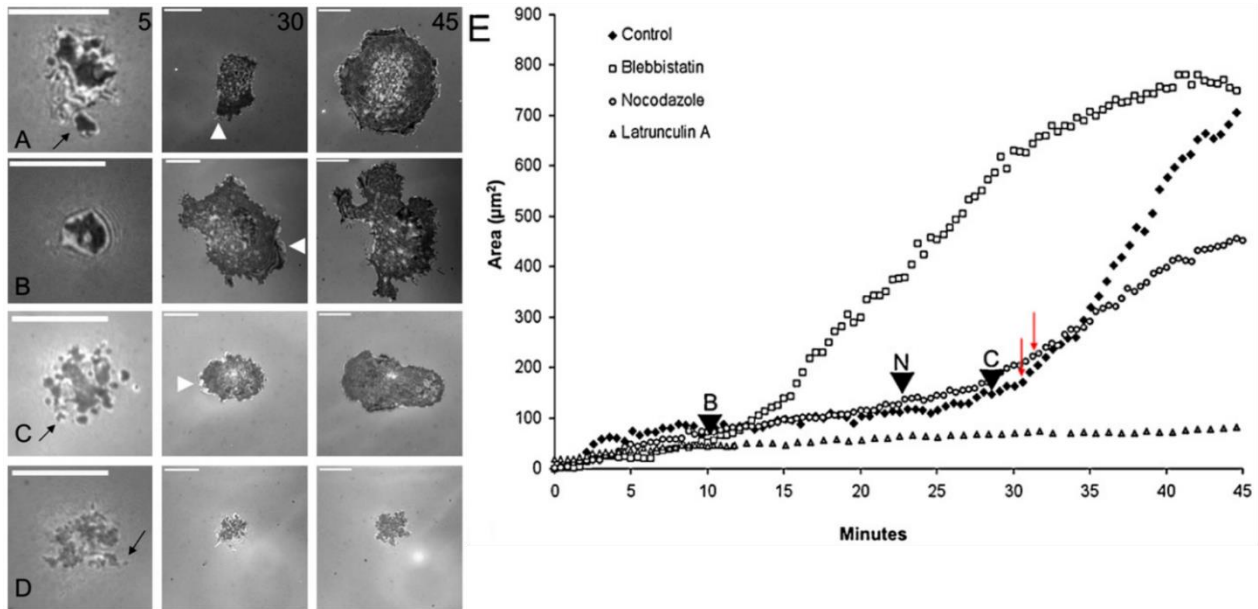 5 30 45
A
B
C
D
E
Area (µm²)
900
800
700
600
500
400
300
200
100
0
Control
Blebbistatin
Nocodazole
Latrunculin A
B
N
C
0 5 10 15 20 25 30 35 40 45
Minutes